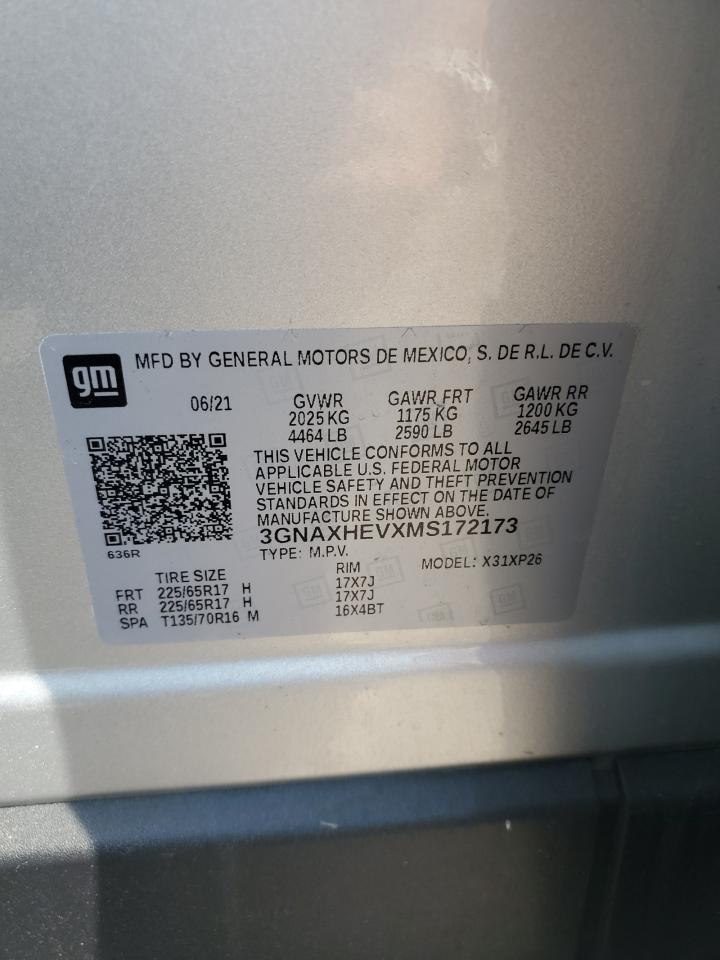 gm
MFD BY GENERAL MOTORS DE MEXICO, S. DE R.L. DE C.V.
06/21 GVWR GAWR FRT GAWR RR
2025 KG 1175 KG 1200 KG
4464 LB 2590 LB 2645 LB
THIS VEHICLE CONFORMS TO ALL
APPLICABLE U.S. FEDERAL MOTOR
VEHICLE SAFETY AND THEFT PREVENTION
STANDARDS IN EFFECT ON THE DATE OF
MANUFACTURE SHOWN ABOVE.
3GNAXHEVXMS172173
636R
TYPE: M.P.V. MODEL: X31XP26
TIRE SIZE RIM
FRT 225/65R17 H 17X7J
RR 225/65R17 H 17X7J
SPA T135/70R16 M 16X4BT